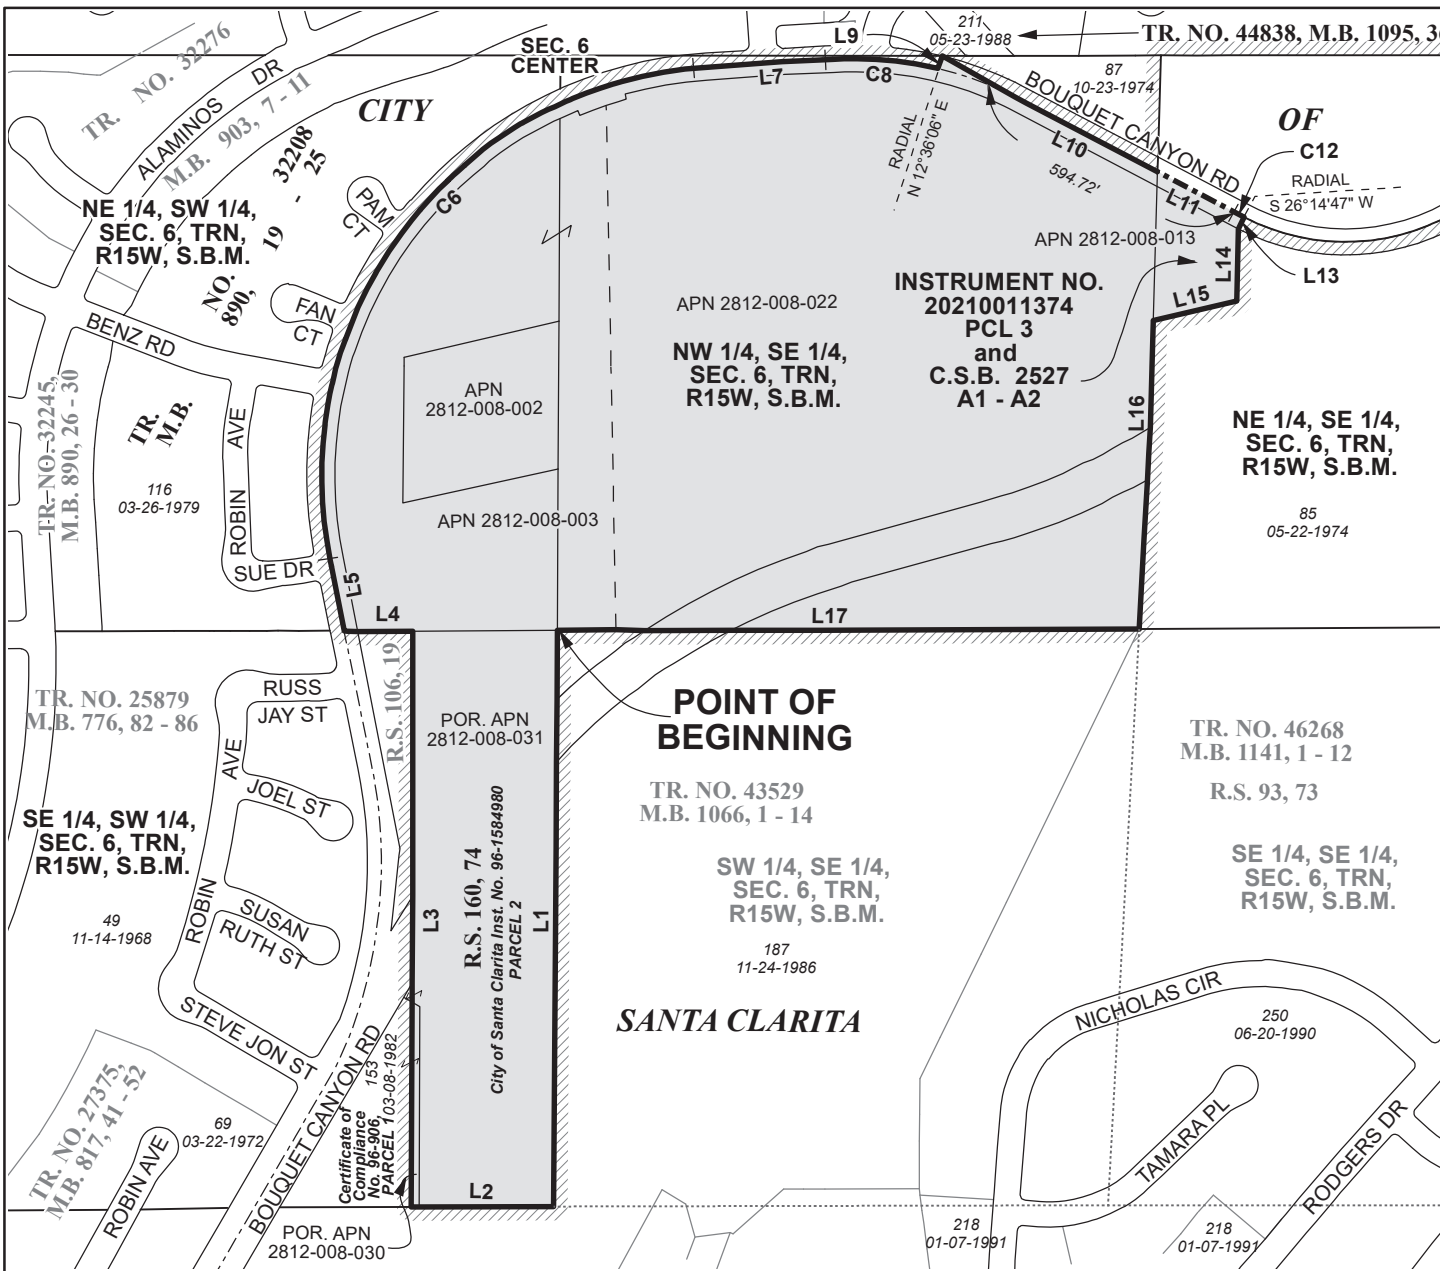 211
05-23-1988
TR. NO. 44838, M.B. 1095, 3
L9
SEC. 6
CENTER
TR. NO. 32276
ALAMINOS DR
M.B. 903, 7 - 11
CITY
L7
C8
87
10-23-1974
BOUQUET CANYON RD
OF
C12
RADIAL
S 26°14'47" W
RADIAL
N 12°36'06" E
L10
594.72'
L11
NO. 32208
890, 19 - 25
TR.
M.B.
PAM
CT
C6
NE 1/4, SW 1/4,
SEC. 6, TRN,
R15W, S.B.M.
FAN
CT
BENZ RD
APN 2812-008-013
L14
L13
L15
INSTRUMENT NO.
20210011374
PCL 3
and
C.S.B. 2527
A1 - A2
APN 2812-008-022
NW 1/4, SE 1/4,
SEC. 6, TRN,
R15W, S.B.M.
APN
2812-008-002
TR. NO. 32245,
M.B. 890, 26 - 30
ROBIN AVE
L16
NE 1/4, SE 1/4,
SEC. 6, TRN,
R15W, S.B.M.
116
03-26-1979
APN 2812-008-003
85
05-22-1974
SUE DR
L5
L4
L17
R.S. 106, 19
TR. NO. 25879
M.B. 776, 82 - 86
RUSS
JAY ST
POR. APN
2812-008-031
POINT OF
BEGINNING
TR. NO. 46268
M.B. 1141, 1 - 12
R.S. 93, 73
ROBIN AVE
JOEL ST
TR. NO. 43529
M.B. 1066, 1 - 14
SE 1/4, SW 1/4,
SEC. 6, TRN,
R15W, S.B.M.
SW 1/4, SE 1/4,
SEC. 6, TRN,
R15W, S.B.M.
SE 1/4, SE 1/4,
SEC. 6, TRN,
R15W, S.B.M.
L3
R.S. 160, 74
City of Santa Clarita Inst. No. 96-1584980
PARCEL 2
L1
49
11-14-1968
SUSAN
RUTH ST
187
11-24-1986
STEVE JON ST
SANTA CLARITA
NICHOLAS CIR
250
06-20-1990
TR. NO. 27375,
M.B. 817, 41 - 52
69
03-22-1972
ROBIN AVE
BOUQUET CANYON RD
153
03-08-1982
Certificate of
Compliance
No. 96-906,
PARCEL 1
TAMARA PL
RODGERS DR
L2
POR. APN
2812-008-030
218
01-07-1991
218
01-07-1991